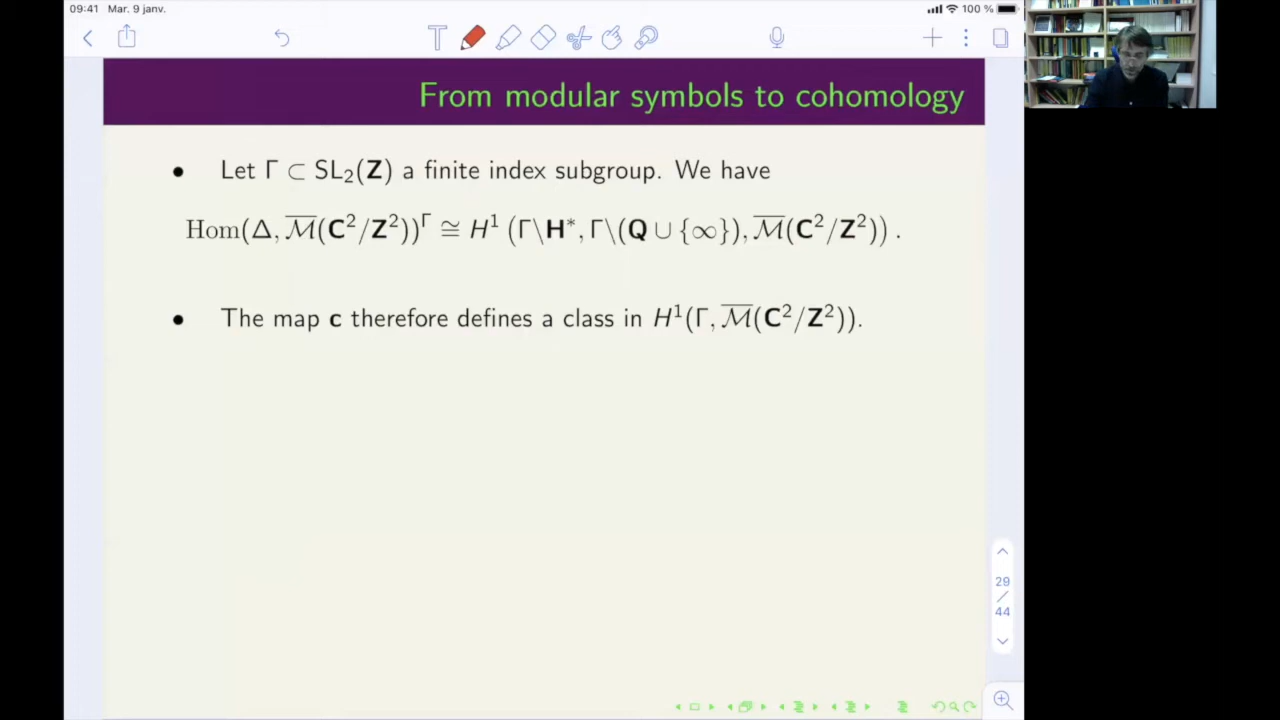 09:41 Mar. 9 janv.
100 %
From modular symbols to cohomology
• Let Γ ⊂ SL₂(Z) a finite index subgroup. We have
Hom(Δ, M̅(C²/Z²))^Γ ≅ H¹ (Γ\H*, Γ\(Q ∪ {∞}), M̅(C²/Z²)) .
• The map c therefore defines a class in H¹(Γ, M̅(C²/Z²)).
29
/
44